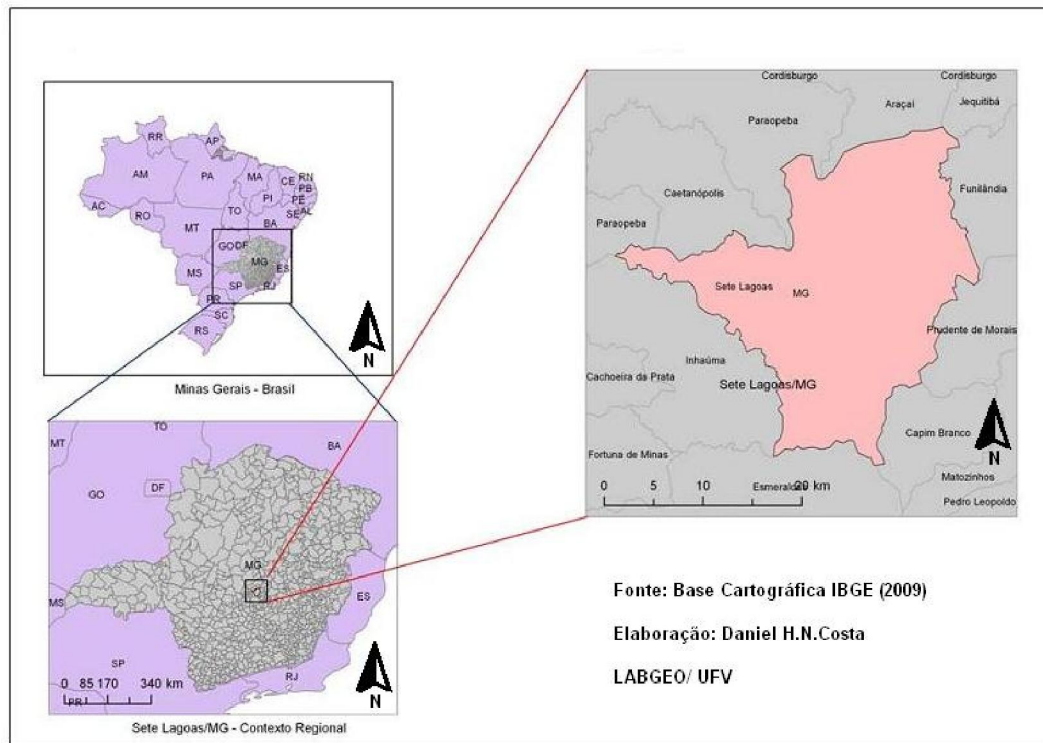 RR
AP
AM
PA
MA
CE
RN
PB
PI
PE
AL
SE
AC
RO
TO
BA
MT
GO
DF
MG
ES
MS
SP
RJ
PR
SC
RS
N
Minas Gerais - Brasil
TO
MT
BA
DF
GO
MG
MS
ES
SP
RJ
PR
0 85 170 340 km
N
Sete Lagoas/MG - Contexto Regional
Cordisburgo
Cordisburgo
Araçaí
Jequitibá
Paraopeba
Funilândia
Caetanópolis
Paraopeba
Sete Lagoas
MG
Prudente de Morais
Inhaúma
Cachoeira da Prata
Sete Lagoas/MG
Capim Branco
N
Fortuna de Minas
Matozinhos
Pedro Leopoldo
0 5 10 20 km
Fonte: Base Cartográfica IBGE (2009)
Elaboração: Daniel H.N.Costa
LABGEO/ UFV